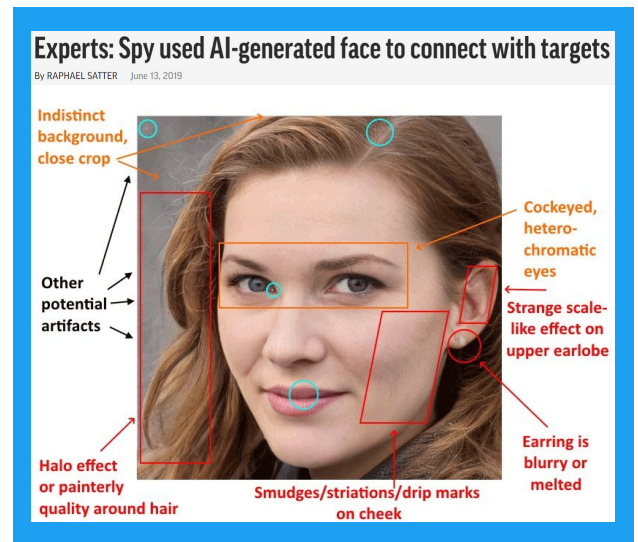 Experts: Spy used AI-generated face to connect with targets
By RAPHAEL SATTER June 13, 2019
Indistinct
background,
close crop
Cockeyed,
hetero-
chromatic
eyes
Other
potential
artifacts
Strange scale-
like effect on
upper earlobe
Earring is
blurry or
melted
Halo effect
or painterly
quality around hair
Smudges/striations/drip marks
on cheek